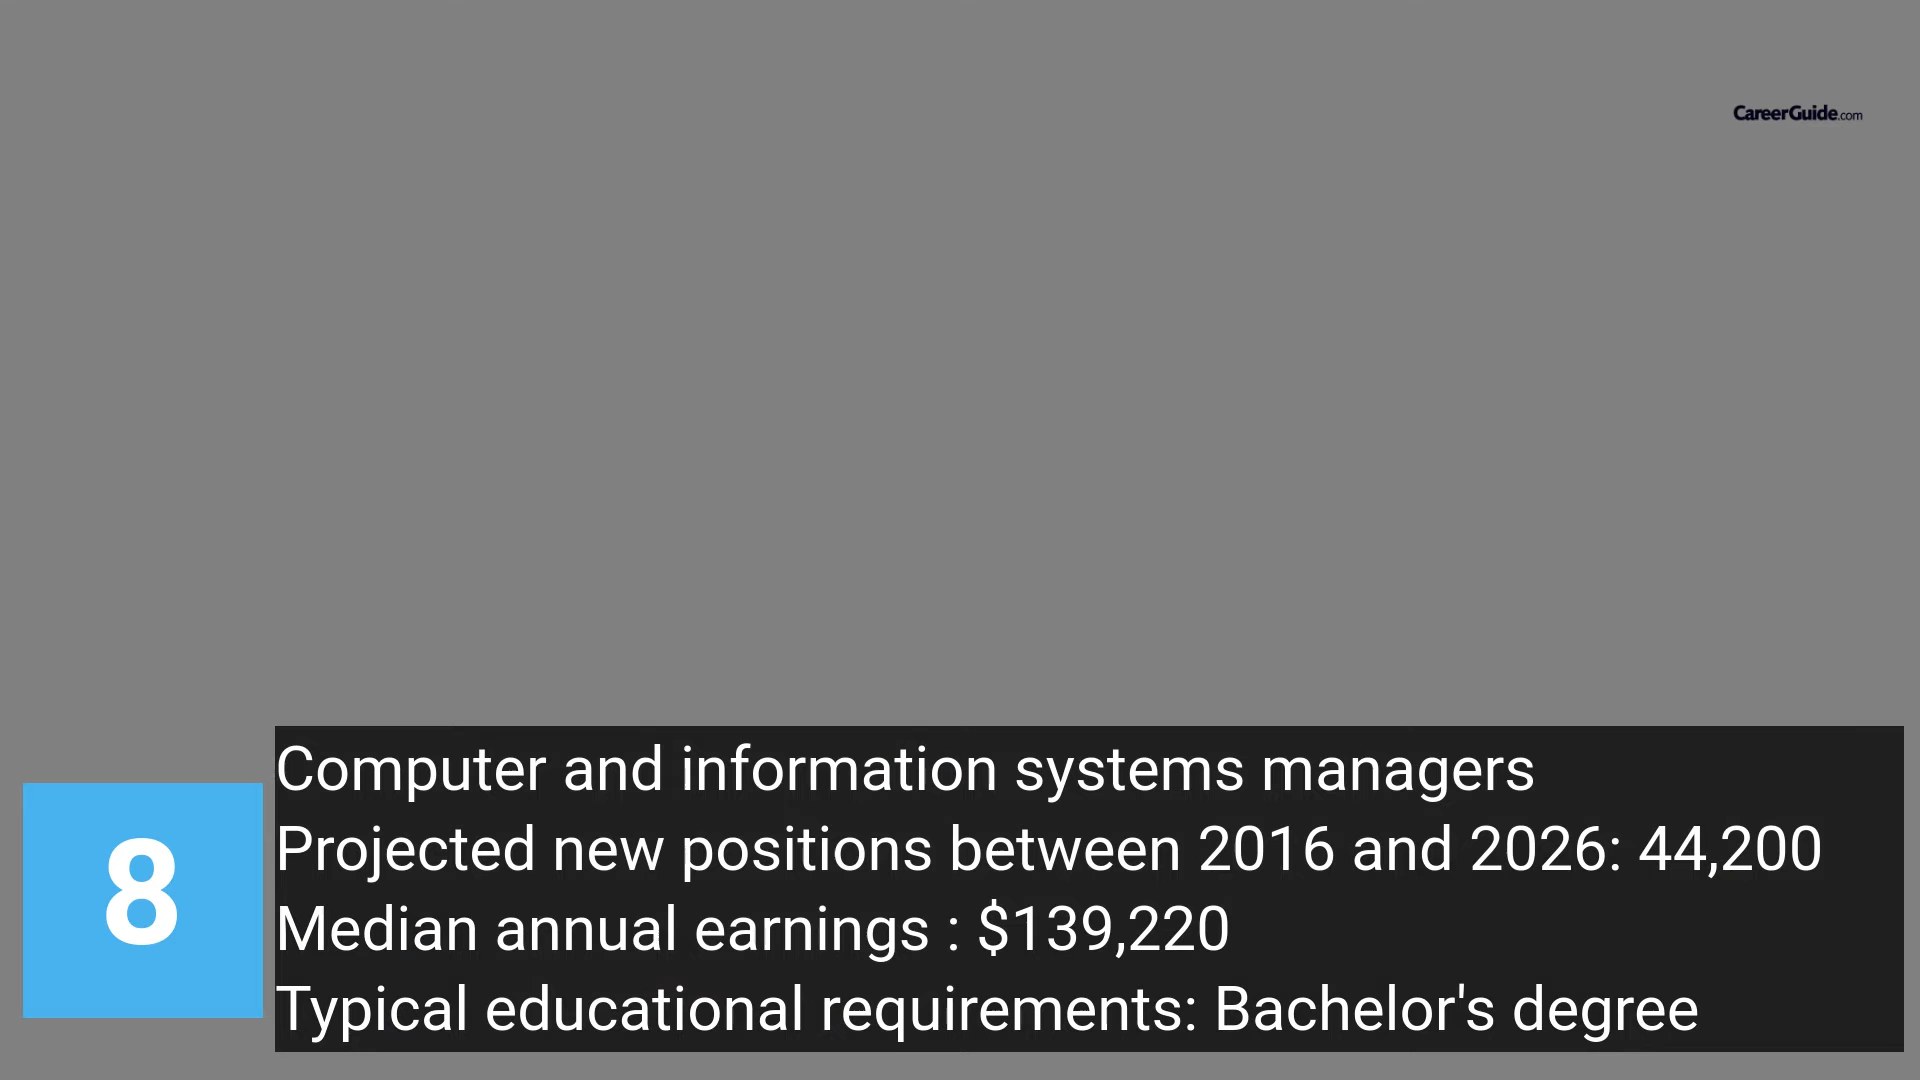 CareerGuide.com
8
Computer and information systems managers
Projected new positions between 2016 and 2026: 44,200
Median annual earnings : $139,220
Typical educational requirements: Bachelor's degree